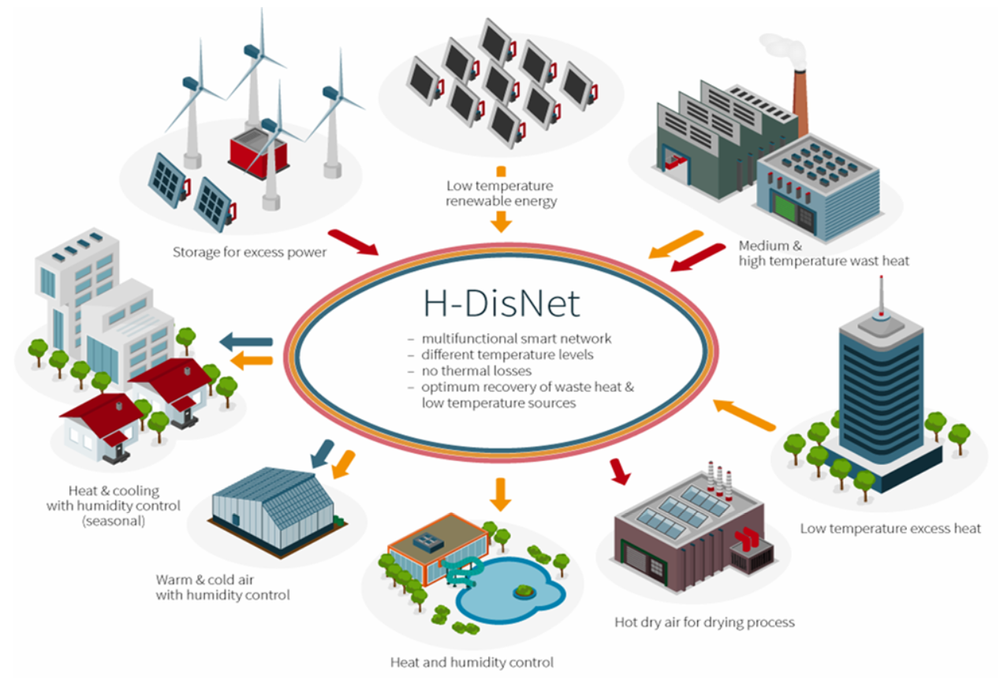 Low temperature
renewable energy
Storage for excess power
Medium &
high temperature wast heat
H-DisNet
– multifunctional smart network
– different temperature levels
– no thermal losses
– optimum recovery of waste heat &
low temperature sources
Heat & cooling
with humidity control
(seasonal)
Low temperature excess heat
Warm & cold air
with humidity control
Hot dry air for drying process
Heat and humidity control